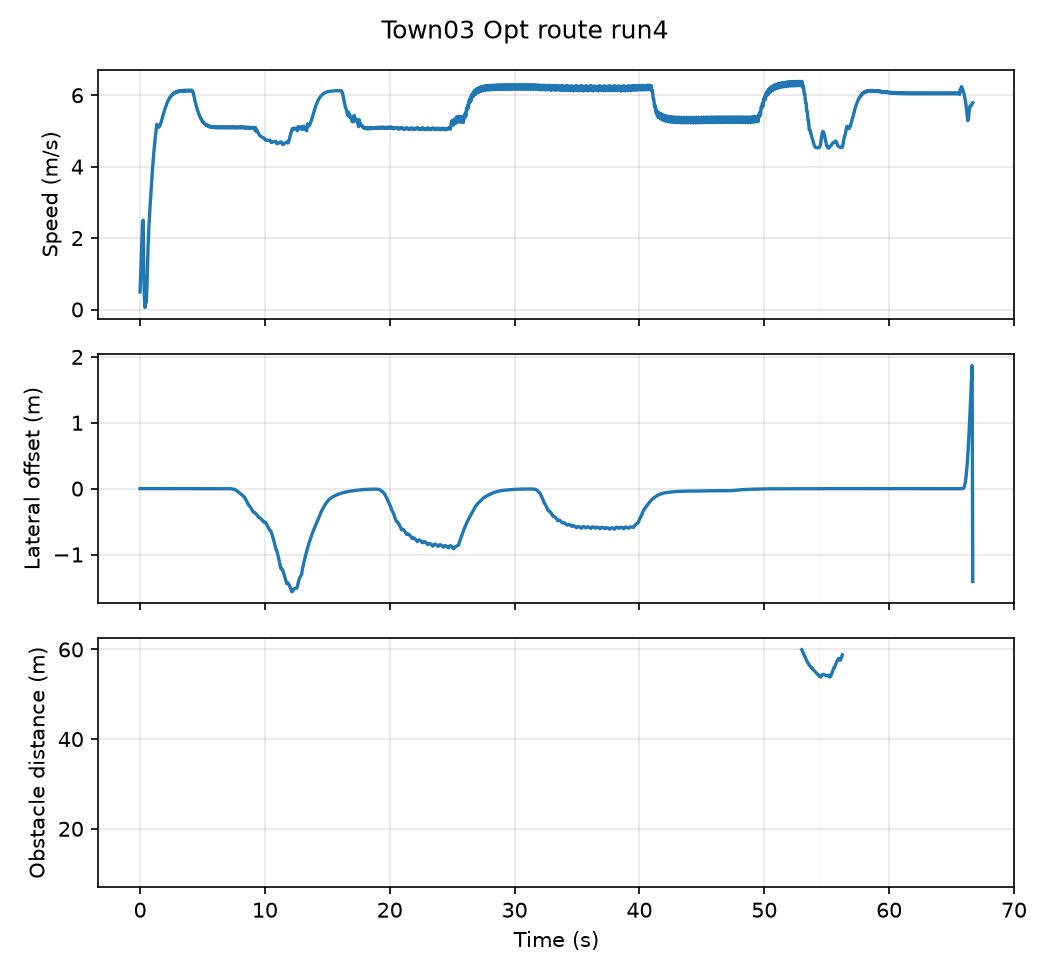 Town03 Opt route run4
Speed (m/s)
6
4
2
0
Lateral offset (m)
2
1
0
−1
Obstacle distance (m)
60
40
20
0 10 20 30 40 50 60 70
Time (s)